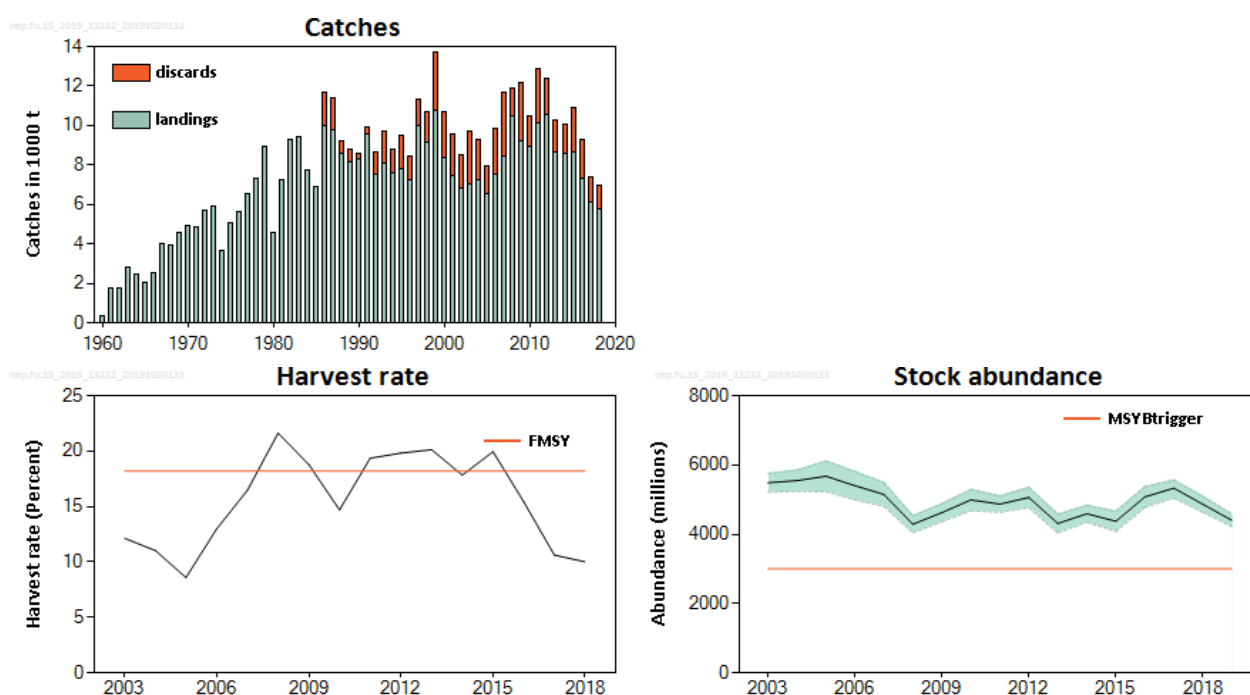 nep.fu.15_2019_13232_20191030131
Catches
14
12
10
8
6
4
2
0
Catches in 1000 t
discards
landings
1960 1970 1980 1990 2000 2010 2020
nep.fu.15_2019_13232_20191030131
Harvest rate
25
20
15
10
5
0
Harvest rate (Percent)
FMSY
2003 2006 2009 2012 2015 2018
nep.fu.15_2019_13232_20191030131
Stock abundance
8000
6000
4000
2000
0
Abundance (millions)
MSYBtrigger
2003 2006 2009 2012 2015 2018